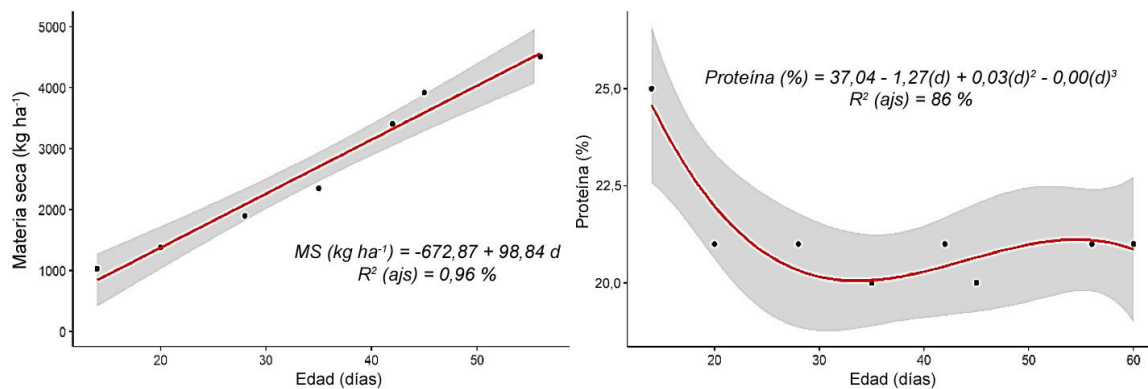 Materia seca (kg ha⁻¹)
5000
4000
3000
2000
1000
0
MS (kg ha⁻¹) = -672,87 + 98,84 d
R² (ajs) = 0,96 %
20
30
40
50
Edad (días)
Proteína (%)
25,0
22,5
20,0
Proteína (%) = 37,04 - 1,27(d) + 0,03(d)² - 0,00(d)³
R² (ajs) = 86 %
20
30
40
50
60
Edad (días)